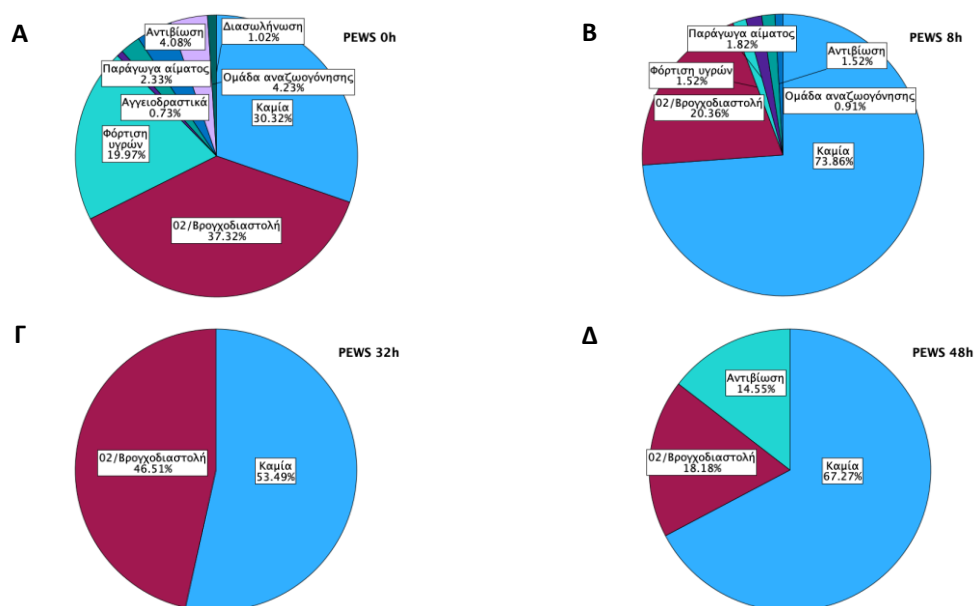 Α
PEWS 0h
Αντιβίωση
4.08%
Διασωλήνωση
1.02%
Παράγωγα αίματος
2.33%
Ομάδα αναζωογόνησης
4.23%
Αγγειοδραστικά
0.73%
Καμία
30.32%
Φόρτιση
υγρών
19.97%
02/Βρογχοδιαστολή
37.32%
Β
PEWS 8h
Παράγωγα αίματος
1.82%
Αντιβίωση
1.52%
Φόρτιση υγρών
1.52%
Ομάδα αναζωογόνησης
0.91%
02/Βρογχοδιαστολή
20.36%
Καμία
73.86%
Γ
PEWS 32h
02/Βρογχοδιαστολή
46.51%
Καμία
53.49%
Δ
PEWS 48h
Αντιβίωση
14.55%
02/Βρογχοδιαστολή
18.18%
Καμία
67.27%